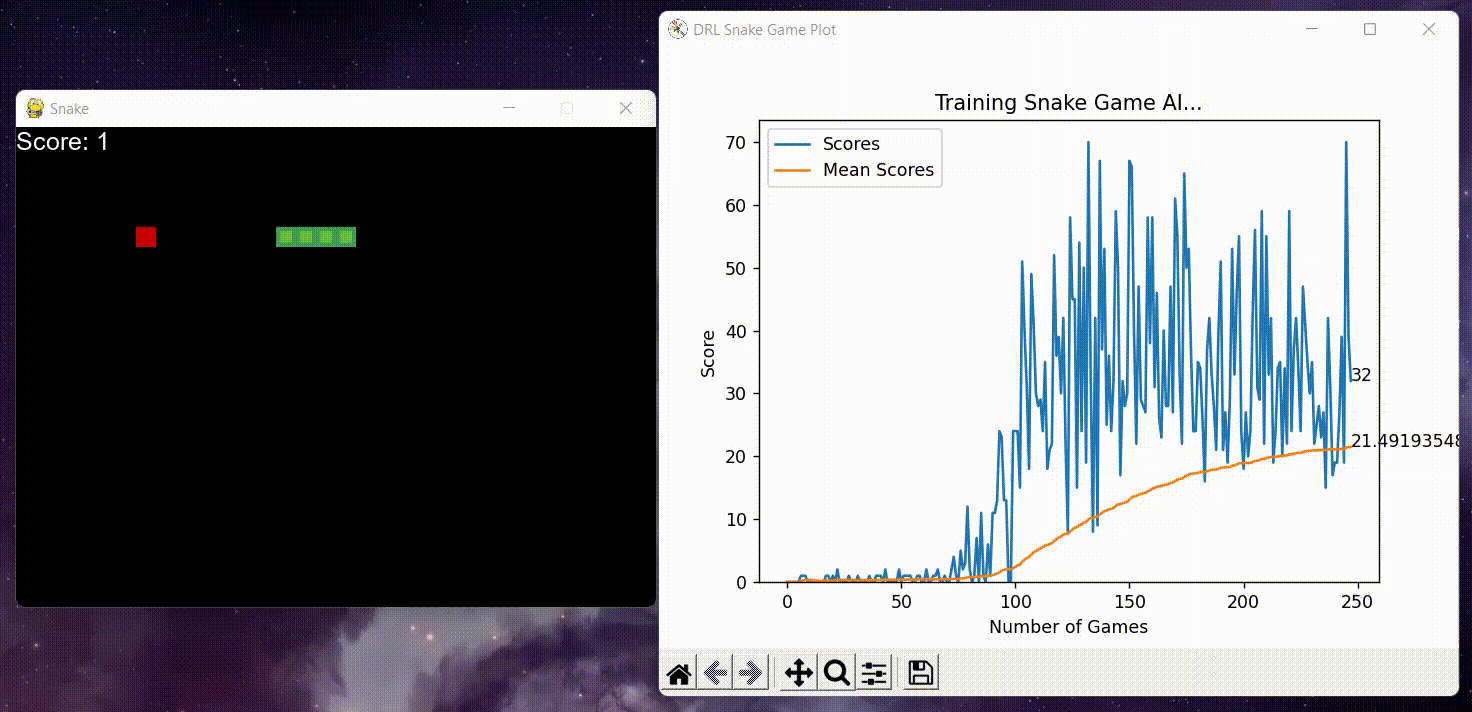 Snake
Score: 1
DRL Snake Game Plot
Training Snake Game AI...
Scores
Mean Scores
70
60
50
40
30
20
10
0
Score
32
21.49193548
0 50 100 150 200 250
Number of Games